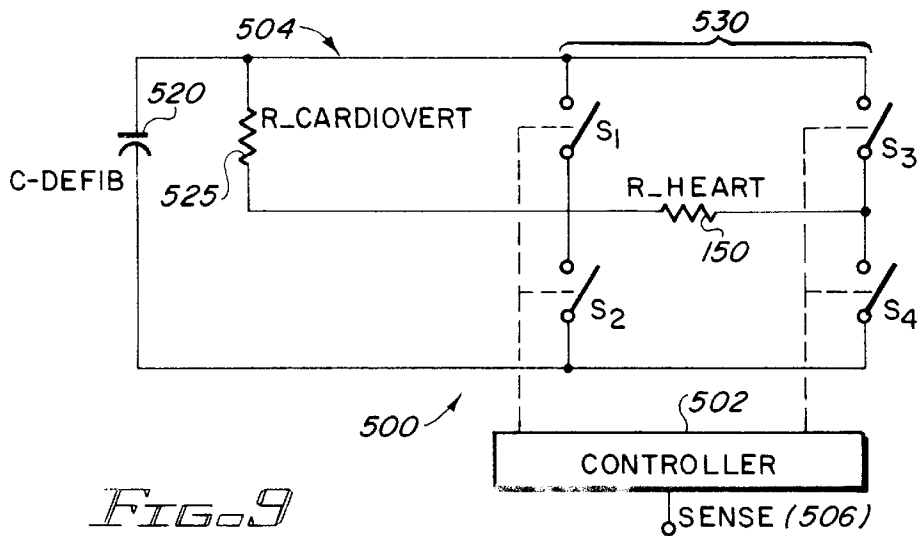 504
530
520
R_CARDIOVERT
S1
S3
C-DEFIB
525
R_HEART
150
S2
S4
500
502
CONTROLLER
SENSE (506)
FIG. 9